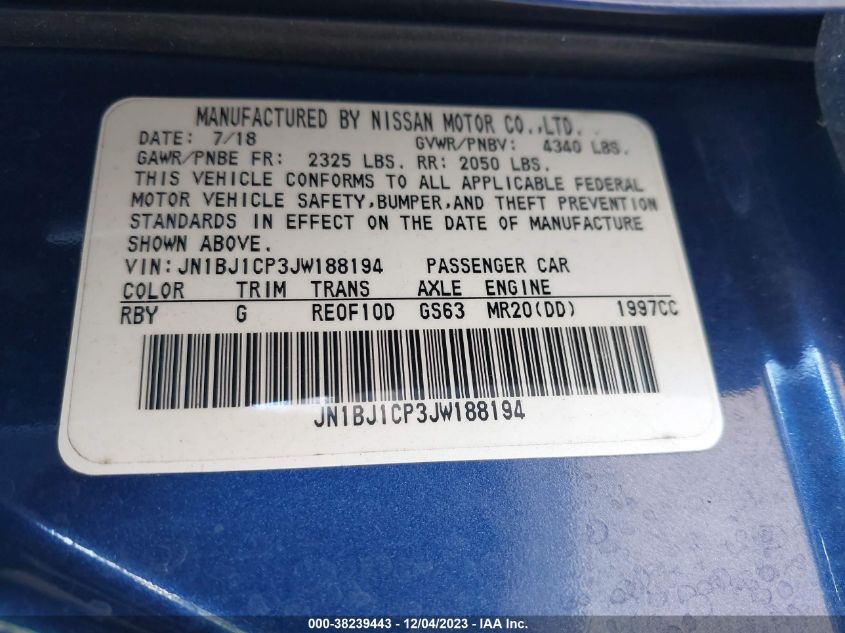 MANUFACTURED BY NISSAN MOTOR CO.,LTD.
DATE: 7/18 GVWR/PNBV: 4340 LBS.
GAWR/PNBE FR: 2325 LBS. RR: 2050 LBS.
THIS VEHICLE CONFORMS TO ALL APPLICABLE FEDERAL
MOTOR VEHICLE SAFETY,BUMPER,AND THEFT PREVENTION
STANDARDS IN EFFECT ON THE DATE OF MANUFACTURE
SHOWN ABOVE.
VIN:JN1BJ1CP3JW188194 PASSENGER CAR
COLOR TRIM TRANS AXLE ENGINE
RBY G RE0F10D GS63 MR20(DD) 1997CC
JN1BJ1CP3JW188194
000-38239443 - 12/04/2023 - IAA Inc.